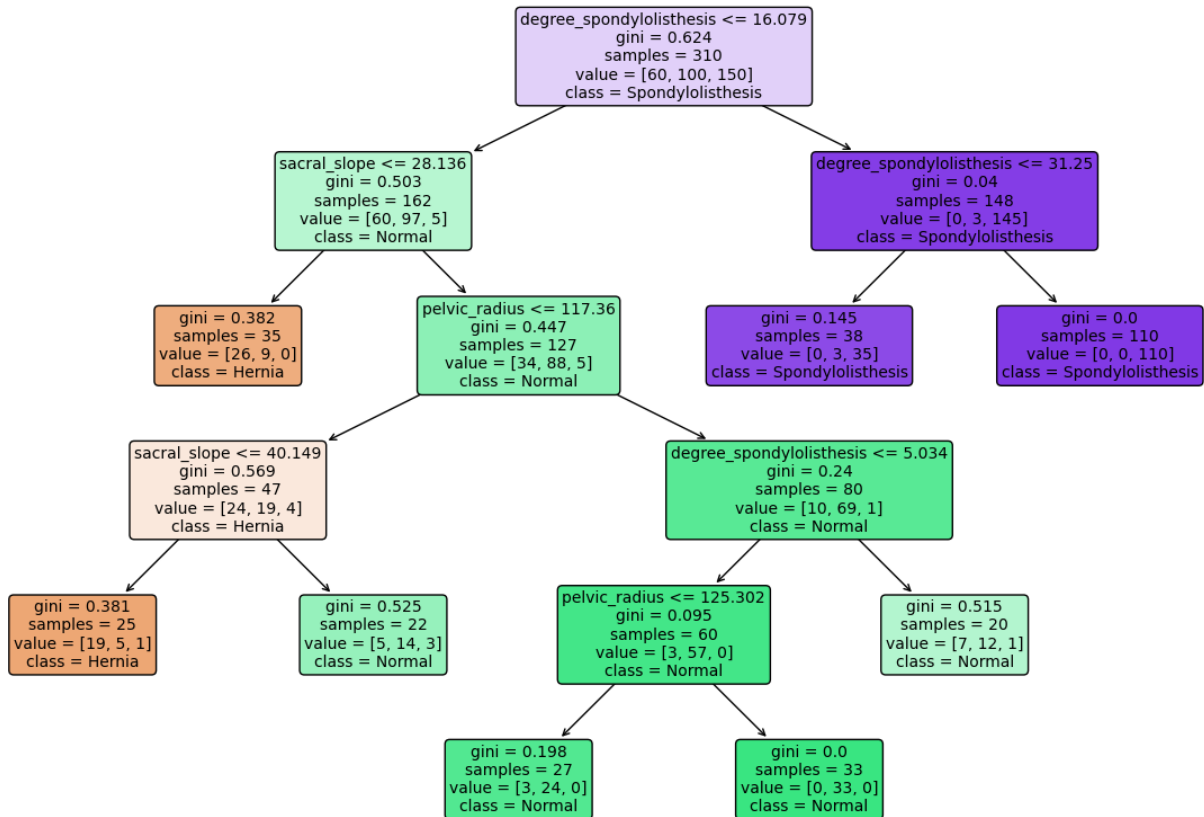 degree_spondylolisthesis <= 16.079
gini = 0.624
samples = 310
value = [60, 100, 150]
class = Spondylolisthesis
sacral_slope <= 28.136
gini = 0.503
samples = 162
value = [60, 97, 5]
class = Normal
degree_spondylolisthesis <= 31.25
gini = 0.04
samples = 148
value = [0, 3, 145]
class = Spondylolisthesis
gini = 0.382
samples = 35
value = [26, 9, 0]
class = Hernia
pelvic_radius <= 117.36
gini = 0.447
samples = 127
value = [34, 88, 5]
class = Normal
gini = 0.145
samples = 38
value = [0, 3, 35]
class = Spondylolisthesis
gini = 0.0
samples = 110
value = [0, 0, 110]
class = Spondylolisthesis
sacral_slope <= 40.149
gini = 0.569
samples = 47
value = [24, 19, 4]
class = Hernia
degree_spondylolisthesis <= 5.034
gini = 0.24
samples = 80
value = [10, 69, 1]
class = Normal
gini = 0.381
samples = 25
value = [19, 5, 1]
class = Hernia
gini = 0.525
samples = 22
value = [5, 14, 3]
class = Normal
pelvic_radius <= 125.302
gini = 0.095
samples = 60
value = [3, 57, 0]
class = Normal
gini = 0.515
samples = 20
value = [7, 12, 1]
class = Normal
gini = 0.198
samples = 27
value = [3, 24, 0]
class = Normal
gini = 0.0
samples = 33
value = [0, 33, 0]
class = Normal